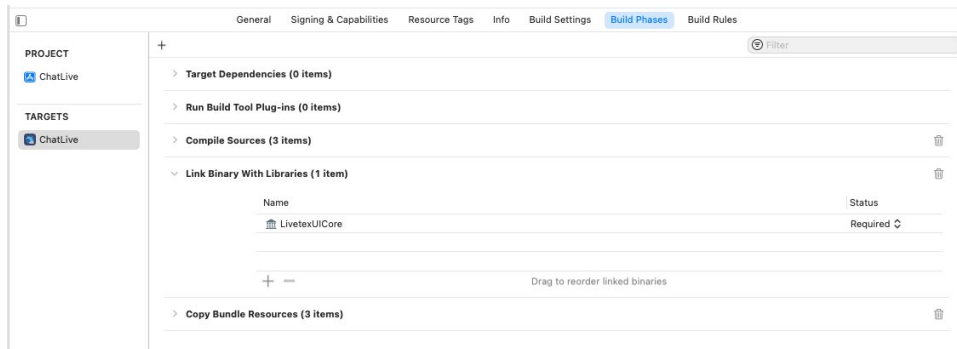 General Signing & Capabilities Resource Tags Info Build Settings Build Phases Build Rules
PROJECT
ChatLive
TARGETS
ChatLive
+
Filter
Target Dependencies (0 items)
Run Build Tool Plug-ins (0 items)
Compile Sources (3 items)
Link Binary With Libraries (1 item)
Name Status
LivetexUICore Required
+ − Drag to reorder linked binaries
Copy Bundle Resources (3 items)